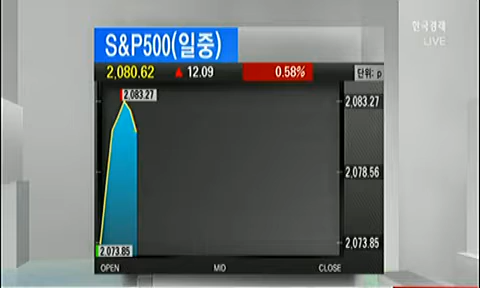 한국경제
LIVE
S&P500(일중)
2,080.62 ▲ 12.09 0.58% 단위: p
2,083.27 2,083.27
2,078.56
2,073.85 2,073.85
OPEN MID CLOSE